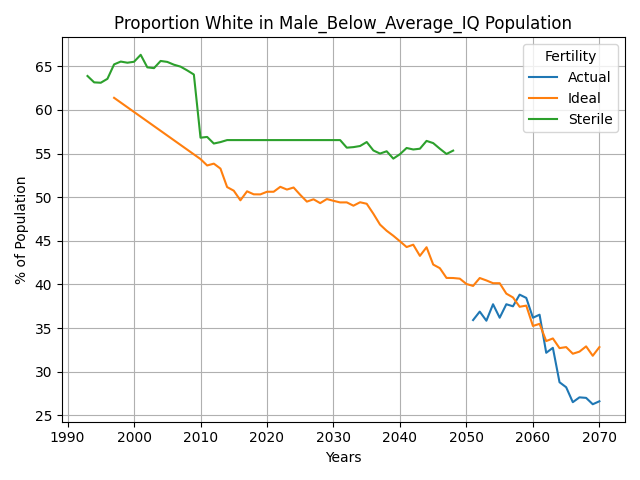 Proportion White in Male_Below_Average_IQ Population
Fertility
Actual
Ideal
Sterile
% of Population
65
60
55
50
45
40
35
30
25
1990
2000
2010
2020
2030
2040
2050
2060
2070
Years